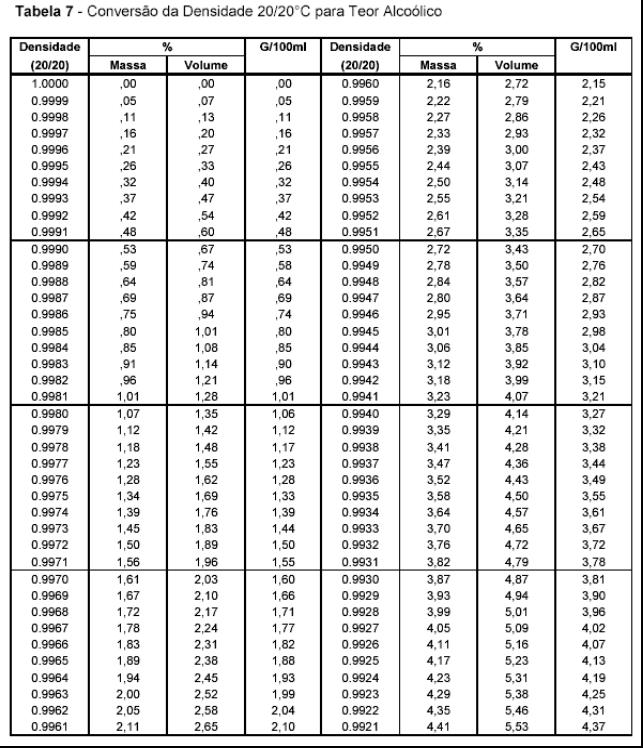 Tabela 7 - Conversão da Densidade 20/20°C para Teor Alcoólico
Densidade % G/100ml Densidade % G/100ml
(20/20) Massa Volume (20/20) Massa Volume
1.0000 ,00 ,00 ,00 0.9960 2,16 2,72 2,15
0.9999 ,05 ,07 ,05 0.9959 2,22 2,79 2,21
0.9998 ,11 ,13 ,11 0.9958 2,27 2,86 2,26
0.9997 ,16 ,20 ,16 0.9957 2,33 2,93 2,32
0.9996 ,21 ,27 ,21 0.9956 2,39 3,00 2,37
0.9995 ,26 ,33 ,26 0.9955 2,44 3,07 2,43
0.9994 ,32 ,40 ,32 0.9954 2,50 3,14 2,48
0.9993 ,37 ,47 ,37 0.9953 2,55 3,21 2,54
0.9992 ,42 ,54 ,42 0.9952 2,61 3,28 2,59
0.9991 ,48 ,60 ,48 0.9951 2,67 3,35 2,65
0.9990 ,53 ,67 ,53 0.9950 2,72 3,43 2,70
0.9989 ,59 ,74 ,58 0.9949 2,78 3,50 2,76
0.9988 ,64 ,81 ,64 0.9948 2,84 3,57 2,82
0.9987 ,69 ,87 ,69 0.9947 2,80 3,64 2,87
0.9986 ,75 ,94 ,74 0.9946 2,95 3,71 2,93
0.9985 ,80 1,01 ,80 0.9945 3,01 3,78 2,98
0.9984 ,85 1,08 ,85 0.9944 3,06 3,85 3,04
0.9983 ,91 1,14 ,90 0.9943 3,12 3,92 3,10
0.9982 ,96 1,21 ,96 0.9942 3,18 3,99 3,15
0.9981 1,01 1,28 1,01 0.9941 3,23 4,07 3,21
0.9980 1,07 1,35 1,06 0.9940 3,29 4,14 3,27
0.9979 1,12 1,42 1,12 0.9939 3,35 4,21 3,32
0.9978 1,18 1,48 1,17 0.9938 3,41 4,28 3,38
0.9977 1,23 1,55 1,23 0.9937 3,47 4,36 3,44
0.9976 1,28 1,62 1,28 0.9936 3,52 4,43 3,49
0.9975 1,34 1,69 1,33 0.9935 3,58 4,50 3,55
0.9974 1,39 1,76 1,39 0.9934 3,64 4,57 3,61
0.9973 1,45 1,83 1,44 0.9933 3,70 4,65 3,67
0.9972 1,50 1,89 1,50 0.9932 3,76 4,72 3,72
0.9971 1,56 1,96 1,55 0.9931 3,82 4,79 3,78
0.9970 1,61 2,03 1,60 0.9930 3,87 4,87 3,81
0.9969 1,67 2,10 1,66 0.9929 3,93 4,94 3,90
0.9968 1,72 2,17 1,71 0.9928 3,99 5,01 3,96
0.9967 1,78 2,24 1,77 0.9927 4,05 5,09 4,02
0.9966 1,83 2,31 1,82 0.9926 4,11 5,16 4,07
0.9965 1,89 2,38 1,88 0.9925 4,17 5,23 4,13
0.9964 1,94 2,45 1,93 0.9924 4,23 5,31 4,19
0.9963 2,00 2,52 1,99 0.9923 4,29 5,38 4,25
0.9962 2,05 2,58 2,04 0.9922 4,35 5,46 4,31
0.9961 2,11 2,65 2,10 0.9921 4,41 5,53 4,37